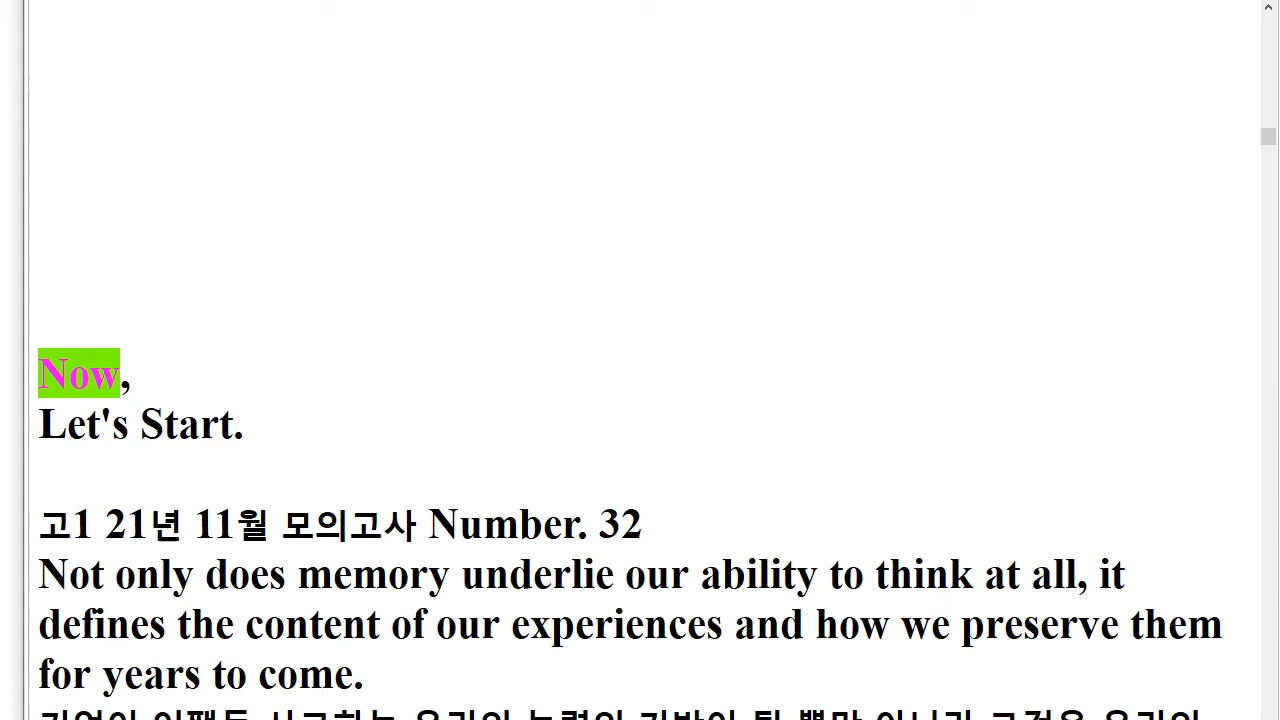 Now,
Let's Start.
고1 21년 11월 모의고사 Number. 32
Not only does memory underlie our ability to think at all, it
defines the content of our experiences and how we preserve them
for years to come.